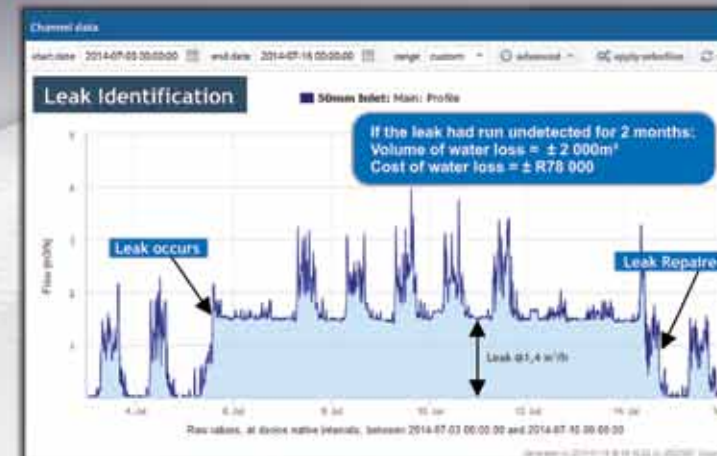 Channel data
start date 2014-07-03 00:00:00 end date 2014-07-16 00:00:00 range custom advanced apply selection
Leak Identification
50mm Inlet: Main: Profile
If the leak had run undetected for 2 months:
Volume of water loss = ± 2 000m³
Cost of water loss = ± R78 000
Leak occurs
Leak Repaire
Flow (m3/h)
Leak @1,4 m³/h
4. Jul 6. Jul 8. Jul 10. Jul 12. Jul 14. Jul
Raw values, at device native intervals, between 2014-07-03 00:00:00 and 2014-07-16 00:00:00